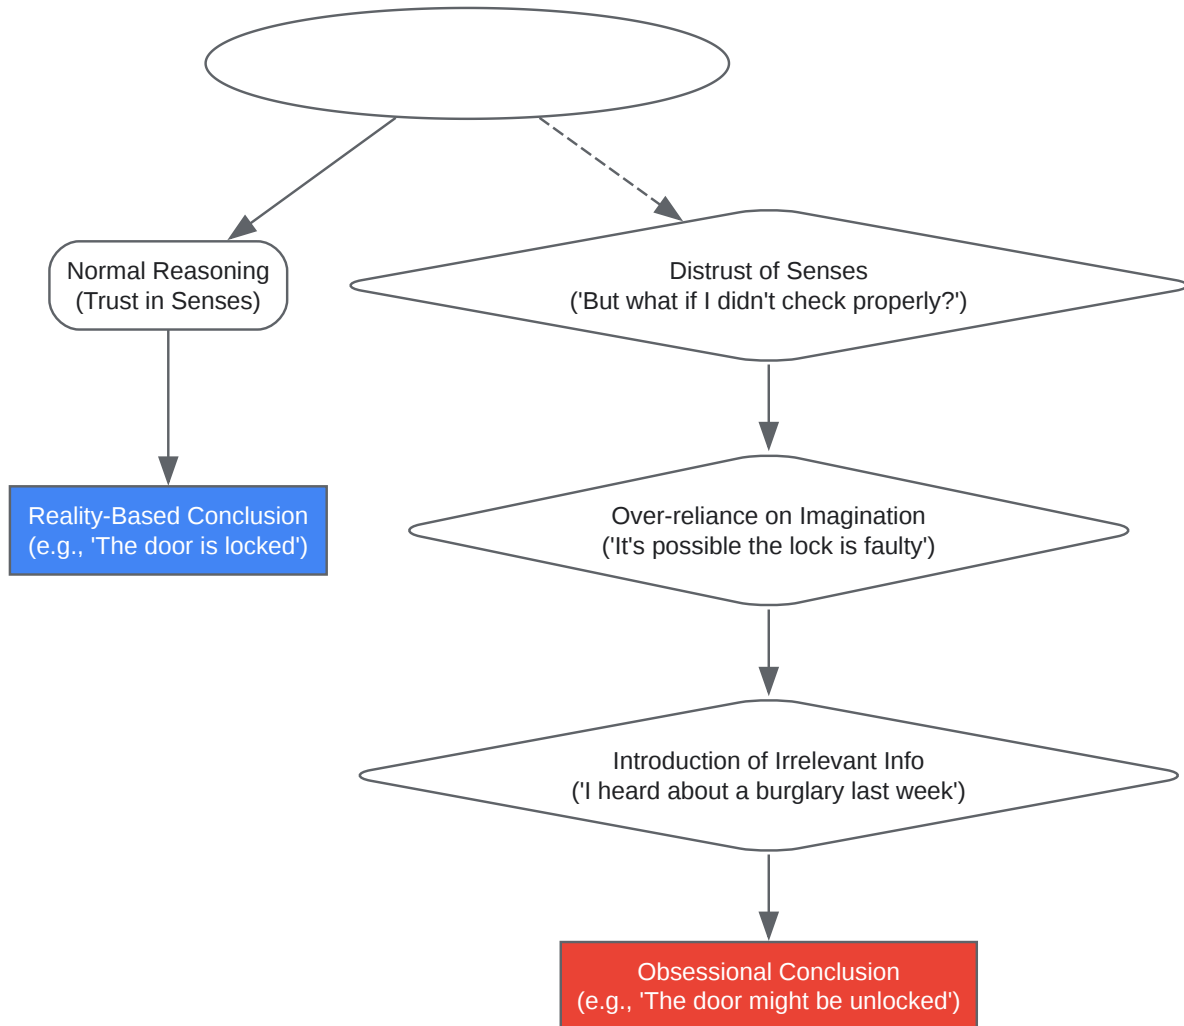 Normal Reasoning
(Trust in Senses)
Distrust of Senses
('But what if I didn't check properly?')
Reality-Based Conclusion
(e.g., 'The door is locked')
Over-reliance on Imagination
('It's possible the lock is faulty')
Introduction of Irrelevant Info
('I heard about a burglary last week')
Obsessional Conclusion
(e.g., 'The door might be unlocked')